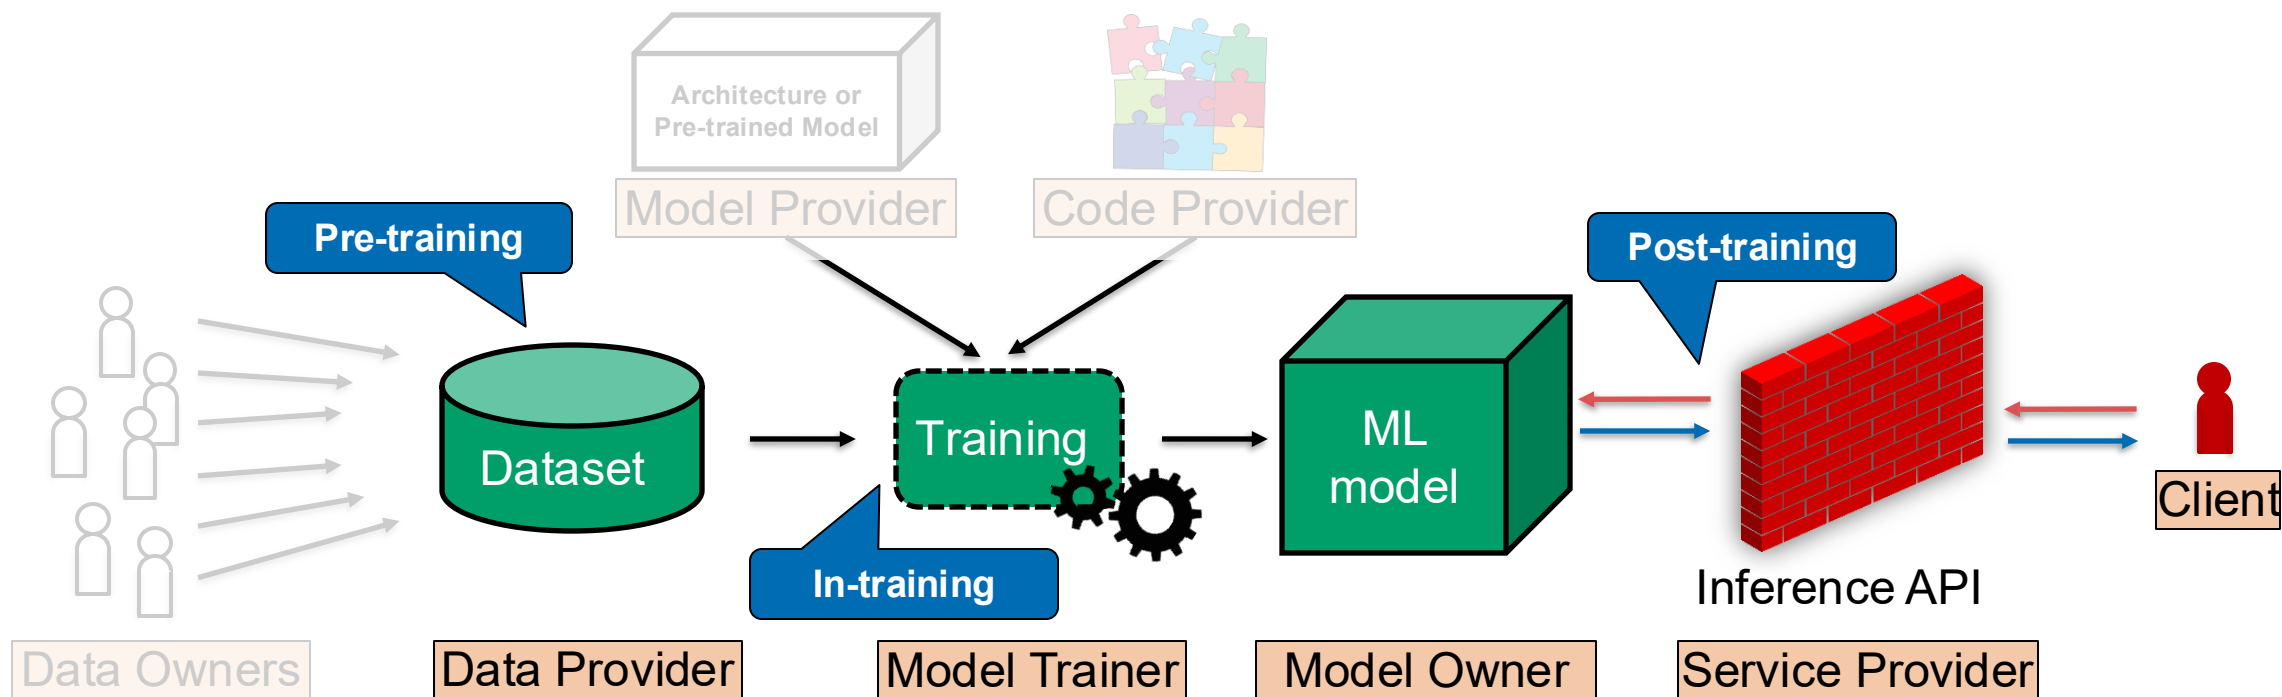 Architecture or
Pre-trained Model
Model Provider
Code Provider
Pre-training
Post-training
Dataset
Training
ML
model
In-training
Inference API
Client
Data Owners
Data Provider
Model Trainer
Model Owner
Service Provider